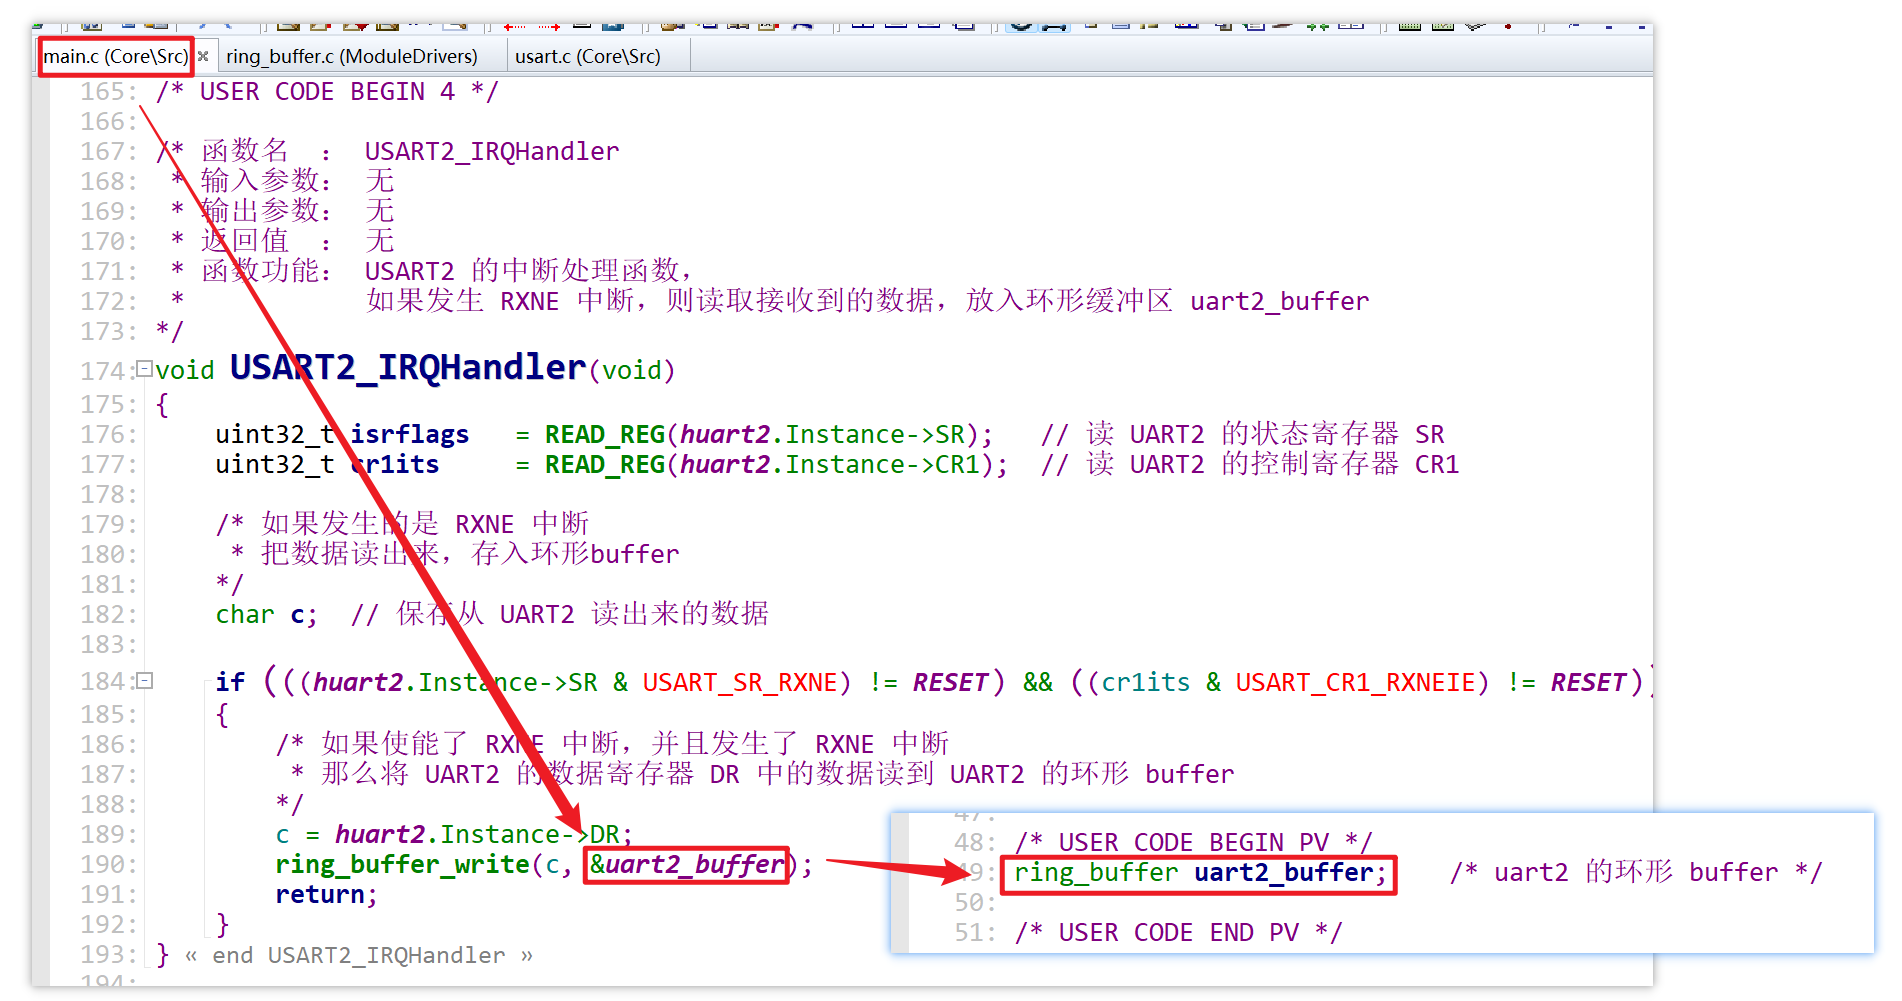 main.c (Core\Src) ring_buffer.c (ModuleDrivers) usart.c (Core\Src)
165: /* USER CODE BEGIN 4 */
166:
167: /* 函数名 ： USART2_IRQHandler
168: * 输入参数： 无
169: * 输出参数： 无
170: * 返回值 ： 无
171: * 函数功能： USART2 的中断处理函数，
172: * 如果发生 RXNE 中断，则读取接收到的数据，放入环形缓冲区 uart2_buffer
173: */
174: void USART2_IRQHandler(void)
175: {
176: uint32_t isrflags = READ_REG(huart2.Instance->SR); // 读 UART2 的状态寄存器 SR
177: uint32_t cr1its = READ_REG(huart2.Instance->CR1); // 读 UART2 的控制寄存器 CR1
178:
179: /* 如果发生的是 RXNE 中断
180: * 把数据读出来，存入环形buffer
181: */
182: char c; // 保存从 UART2 读出来的数据
183:
184: if (((huart2.Instance->SR & USART_SR_RXNE) != RESET) && ((cr1its & USART_CR1_RXNEIE) != RESET))
185: {
186: /* 如果使能了 RXNE 中断，并且发生了 RXNE 中断
187: * 那么将 UART2 的数据寄存器 DR 中的数据读到 UART2 的环形 buffer
188: */
189: c = huart2.Instance->DR;
190: ring_buffer_write(c, &uart2_buffer);
191: return;
192: }
193: } « end USART2_IRQHandler »
194:
47:
48: /* USER CODE BEGIN PV */
49: ring_buffer uart2_buffer; /* uart2 的环形 buffer */
50:
51: /* USER CODE END PV */